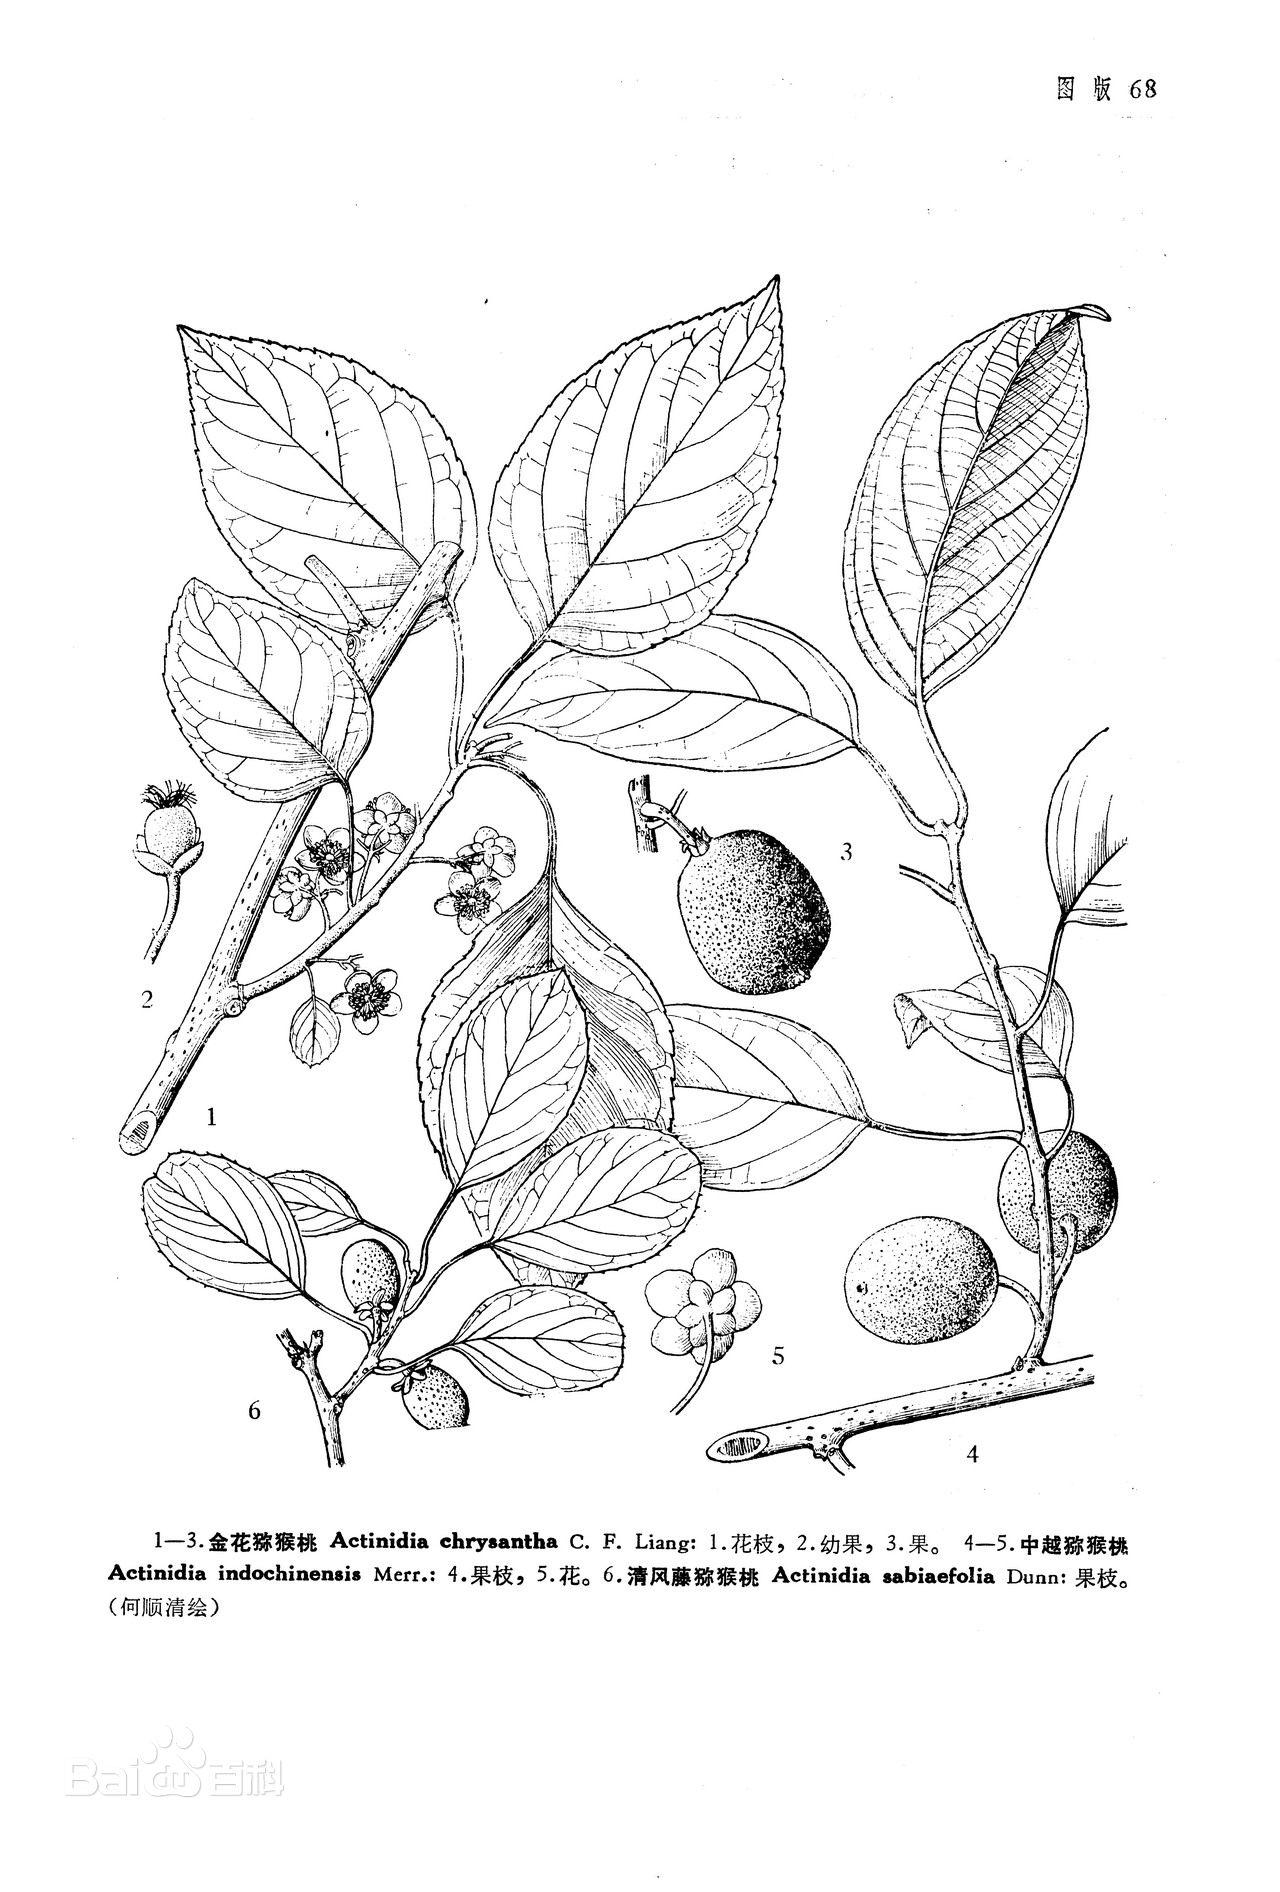 图 版 68
3
2
1
5
6
4
1—3.金花猕猴桃 Actinidia chrysantha C. F. Liang: 1.花枝，2.幼果，3.果。 4—5.中越猕猴桃
Actinidia indochinensis Merr.: 4.果枝，5.花。6.清风藤猕猴桃 Actinidia sabiaefolia Dunn: 果枝。
（何顺清绘）
Bai百科